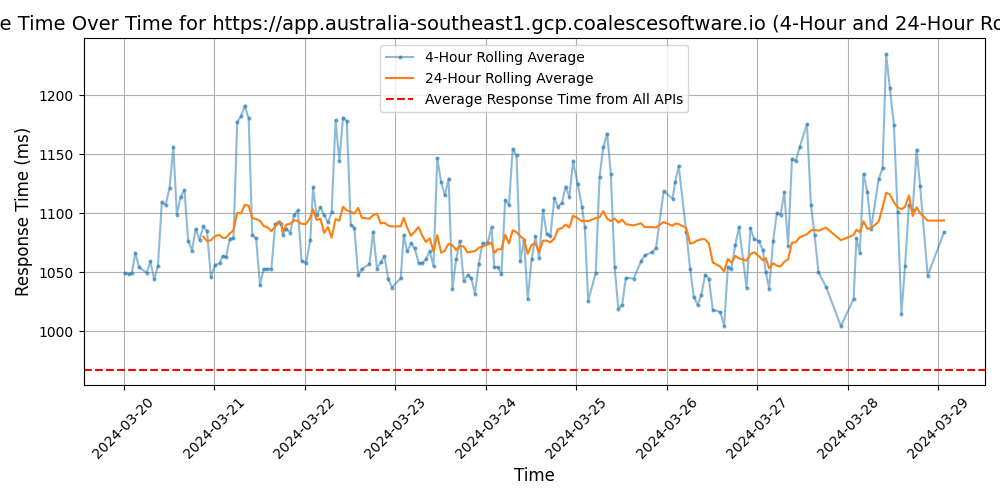 e Time Over Time for https://app.australia-southeast1.gcp.coalescesoftware.io (4-Hour and 24-Hour Ro
4-Hour Rolling Average
24-Hour Rolling Average
Average Response Time from All APIs
Response Time (ms)
1200
1150
1100
1050
1000
2024-03-20
2024-03-21
2024-03-22
2024-03-23
2024-03-24
2024-03-25
2024-03-26
2024-03-27
2024-03-28
2024-03-29
Time